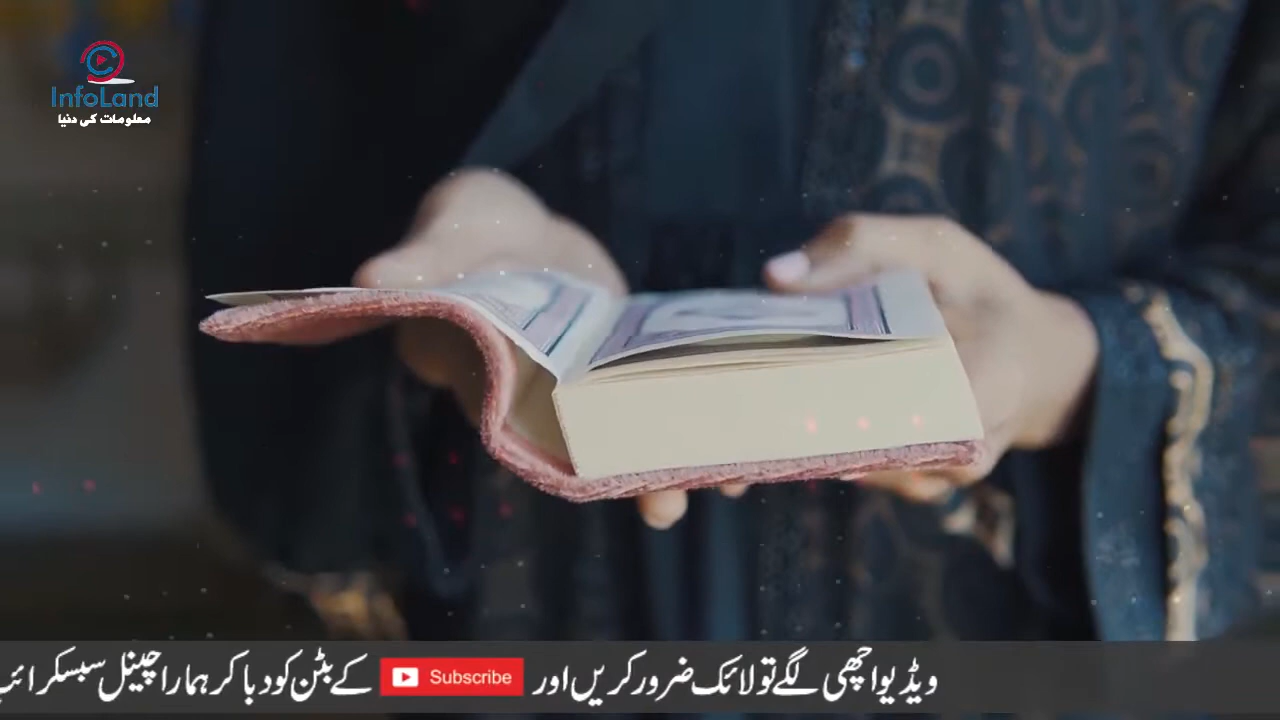 InfoLand
معلومات کی دنیا
ویڈیو اچھی لگے تو لائک ضرور کریں اور Subscribe کے بٹن کو دبا کر ہمارا چینل سبسکرائب